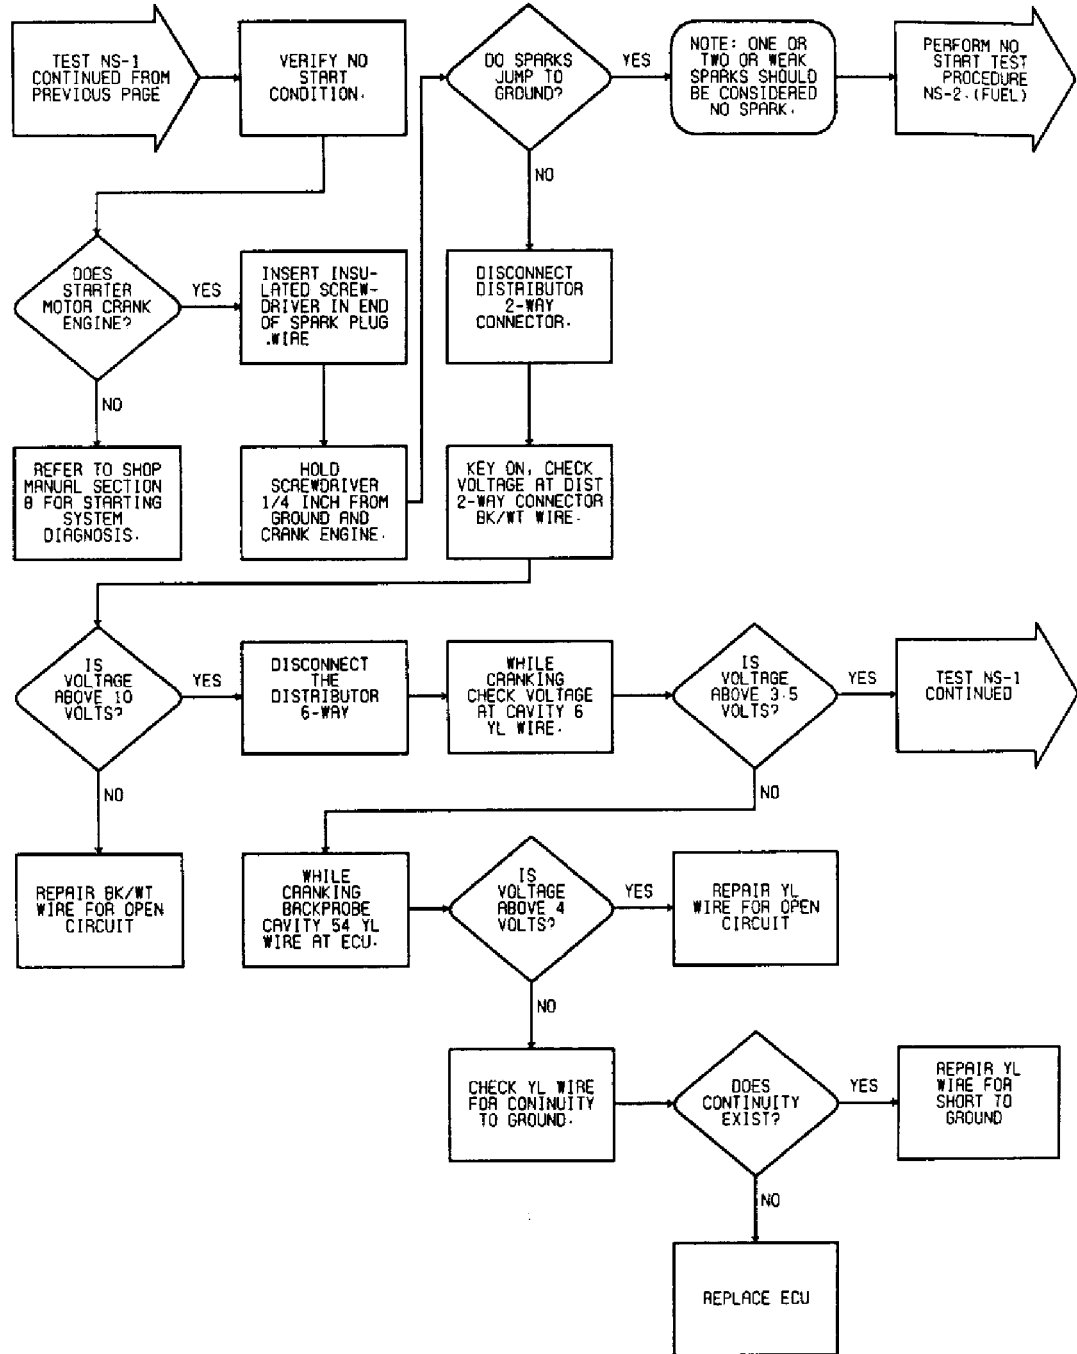 TEST NS-1
CONTINUED FROM
PREVIOUS PAGE
VERIFY NO
START
CONDITION.
DO SPARKS
JUMP TO
GROUND?
YES
NOTE: ONE OR
TWO OR WEAK
SPARKS SHOULD
BE CONSIDERED
NO SPARK.
PERFORM NO
START TEST
PROCEDURE
NS-2.(FUEL)
NO
DOES
STARTER
MOTOR CRANK
ENGINE?
YES
INSERT INSU-
LATED SCREW-
DRIVER IN END
OF SPARK PLUG
.WIRE
DISCONNECT
DISTRIBUTOR
2-WAY
CONNECTOR.
NO
REFER TO SHOP
MANUAL SECTION
8 FOR STARTING
SYSTEM
DIAGNOSIS.
HOLD
SCREWDRIVER
1/4 INCH FROM
GROUND AND
CRANK ENGINE.
KEY ON, CHECK
VOLTAGE AT DIST
2-WAY CONNECTOR
BK/WT WIRE.
IS
VOLTAGE
ABOVE 10
VOLTS?
YES
DISCONNECT
THE
DISTRIBUTOR
6-WAY
WHILE
CRANKING
CHECK VOLTAGE
AT CAVITY 6
YL WIRE.
IS
VOLTAGE
ABOVE 3.5
VOLTS?
YES
TEST NS-1
CONTINUED
NO
NO
REPAIR BK/WT
WIRE FOR OPEN
CIRCUIT
WHILE
CRANKING
BACKPROBE
CAVITY 54 YL
WIRE AT ECU.
IS
VOLTAGE
ABOVE 4
VOLTS?
YES
REPAIR YL
WIRE FOR OPEN
CIRCUIT
NO
CHECK YL WIRE
FOR CONINUITY
TO GROUND.
DOES
CONTINUITY
EXIST?
YES
REPAIR YL
WIRE FOR
SHORT TO
GROUND
NO
REPLACE ECU